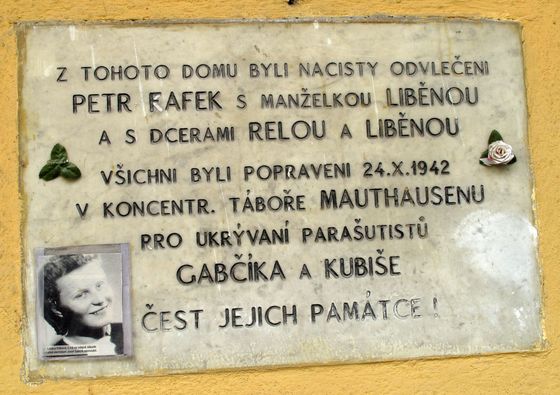 Z TOHOTO DOMU BYLI NACISTY ODVLEČENI
PETR FAFEK S MANŽELKOU LIBĚNOU
A S DCERAMI RELOU A LIBĚNOU
VŠICHNI BYLI POPRAVENI 24.X.1942
V KONCENTR. TÁBOŘE MAUTHAUSENU
PRO UKRÝVANÍ PARAŠUTISTŮ
GABČÍKA A KUBIŠE
ČEST JEJICH PAMÁTCE!